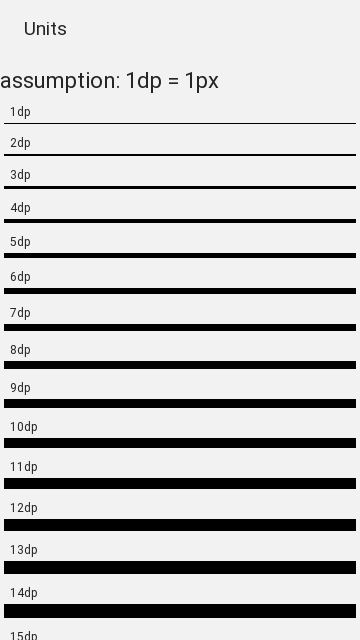 Units
assumption: 1dp = 1px
1dp
2dp
3dp
4dp
5dp
6dp
7dp
8dp
9dp
10dp
11dp
12dp
13dp
14dp
15dp